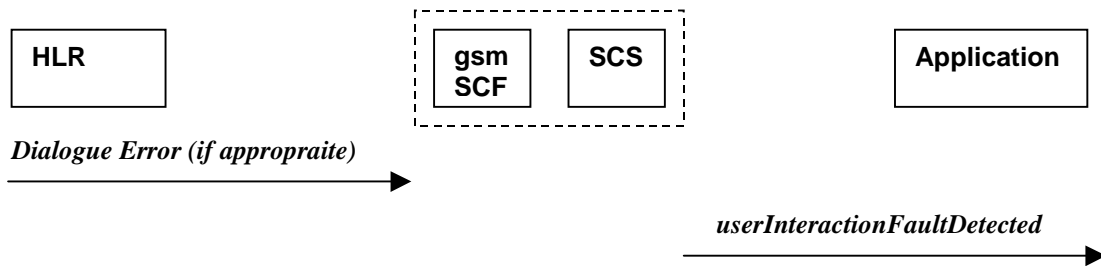 HLR
gsm
SCF
SCS
Application
Dialogue Error (if appropraite)
userInteractionFaultDetected